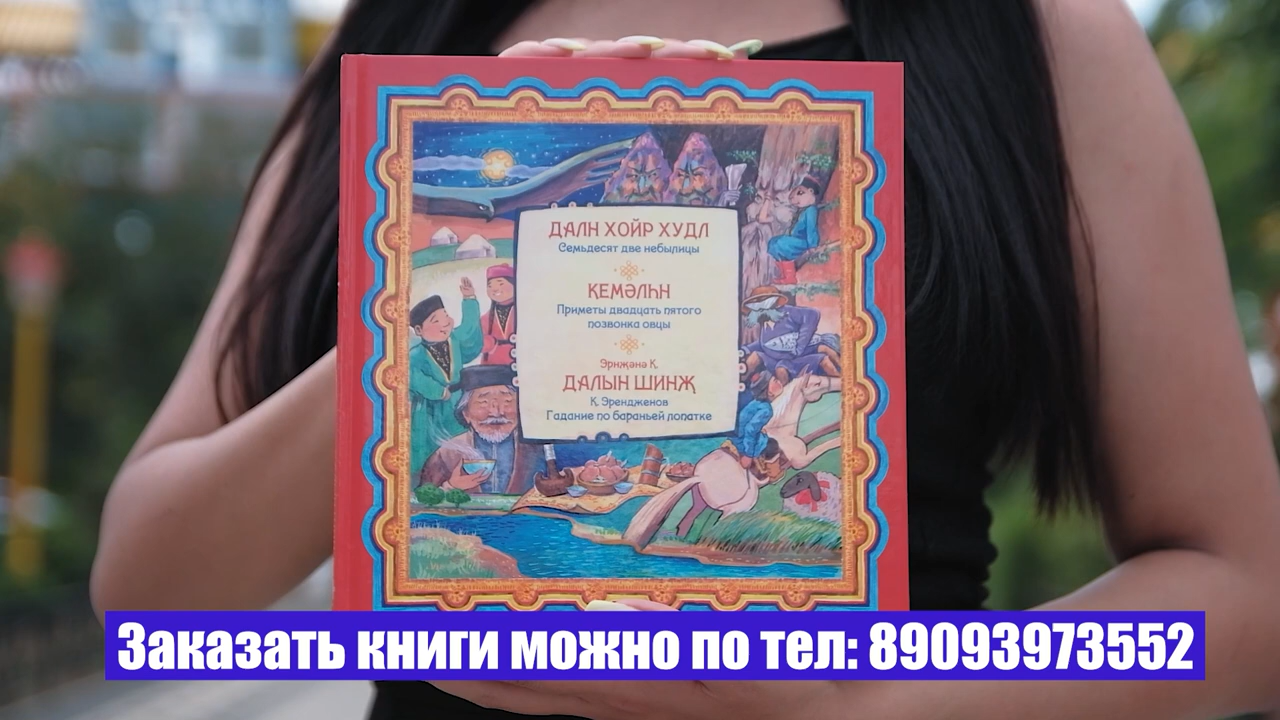 ДАЛН ХОЙР ХУДЛ
Семьдесят две небылицы
КЕМӘЛҺН
Приметы двадцать пятого
позвонка овцы
Эрнҗәнә К.
ДАЛЫН ШИНҖ
К. Эрендженов
Гадание по бараньей лопатке
Заказать книги можно по тел: 89093973552